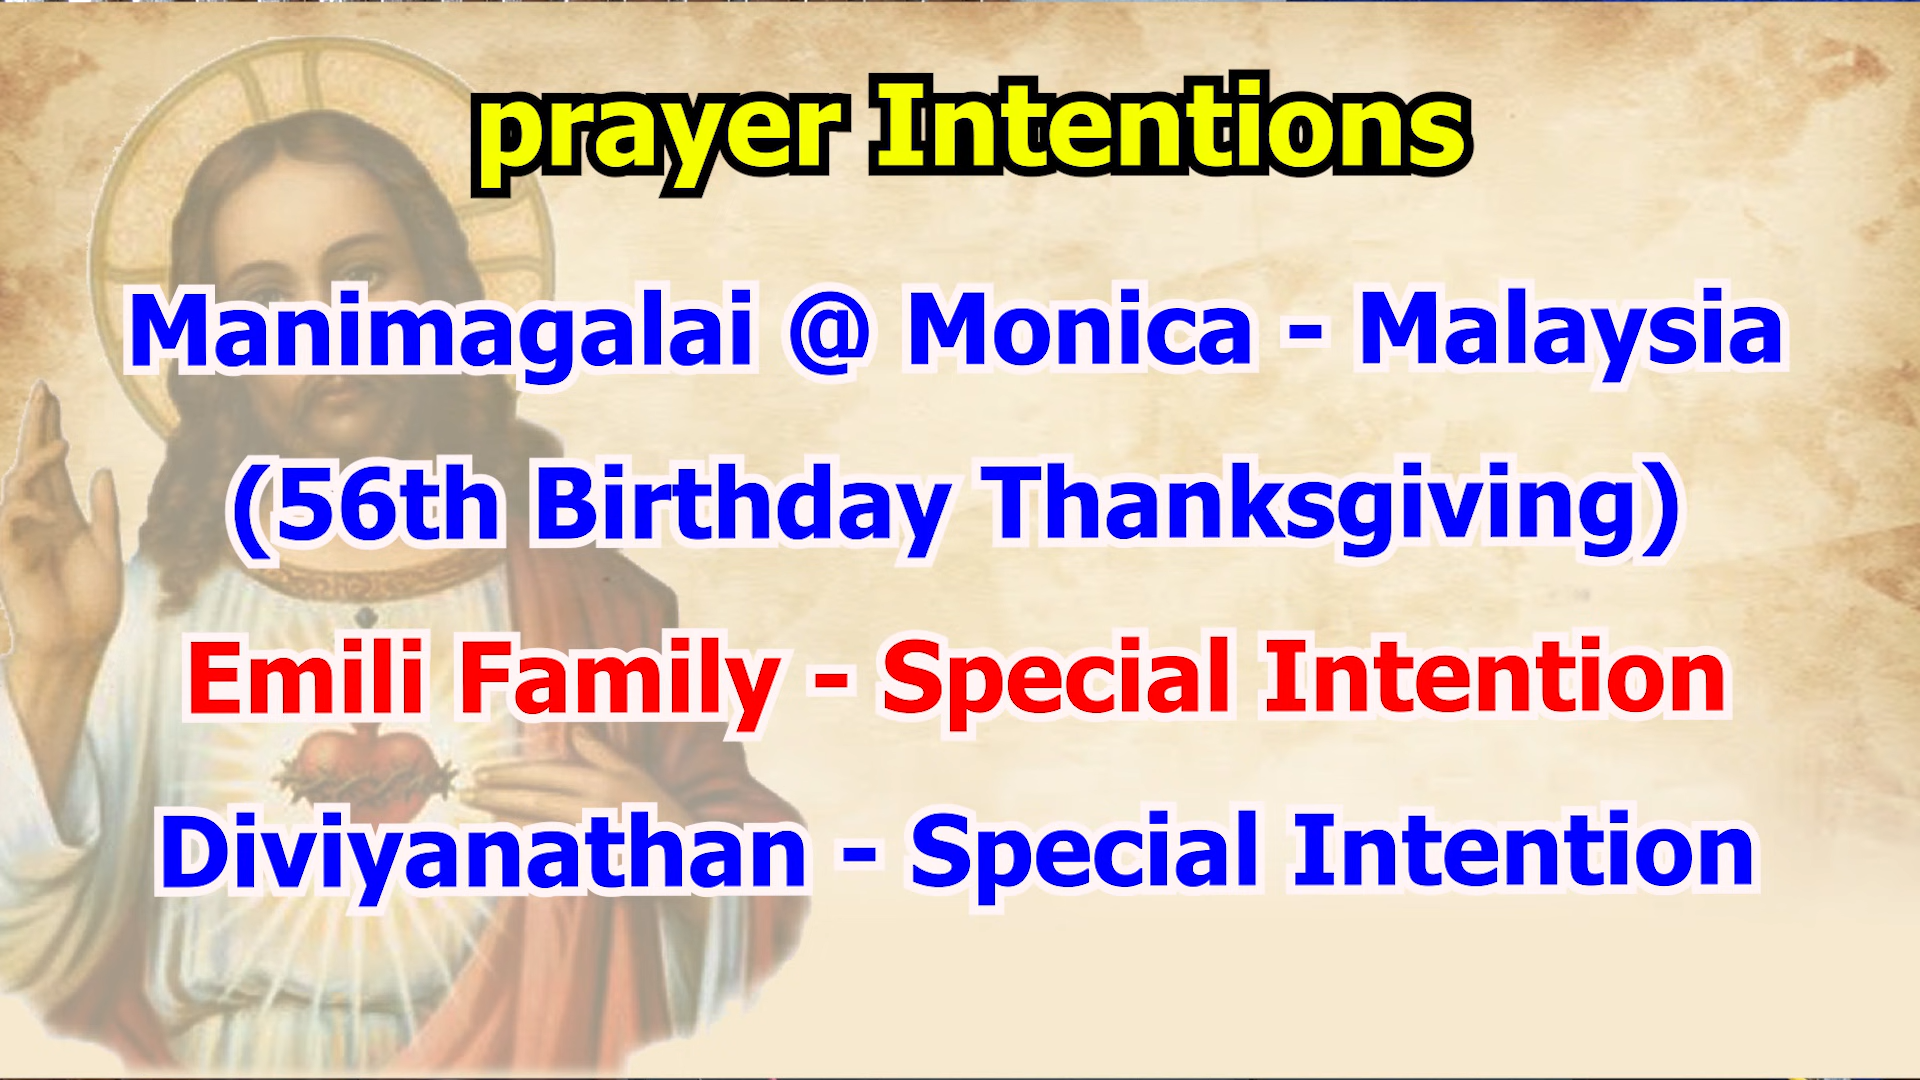 prayer Intentions
Manimagalai @ Monica - Malaysia
(56th Birthday Thanksgiving)
Emili Family - Special Intention
Diviyanathan - Special Intention